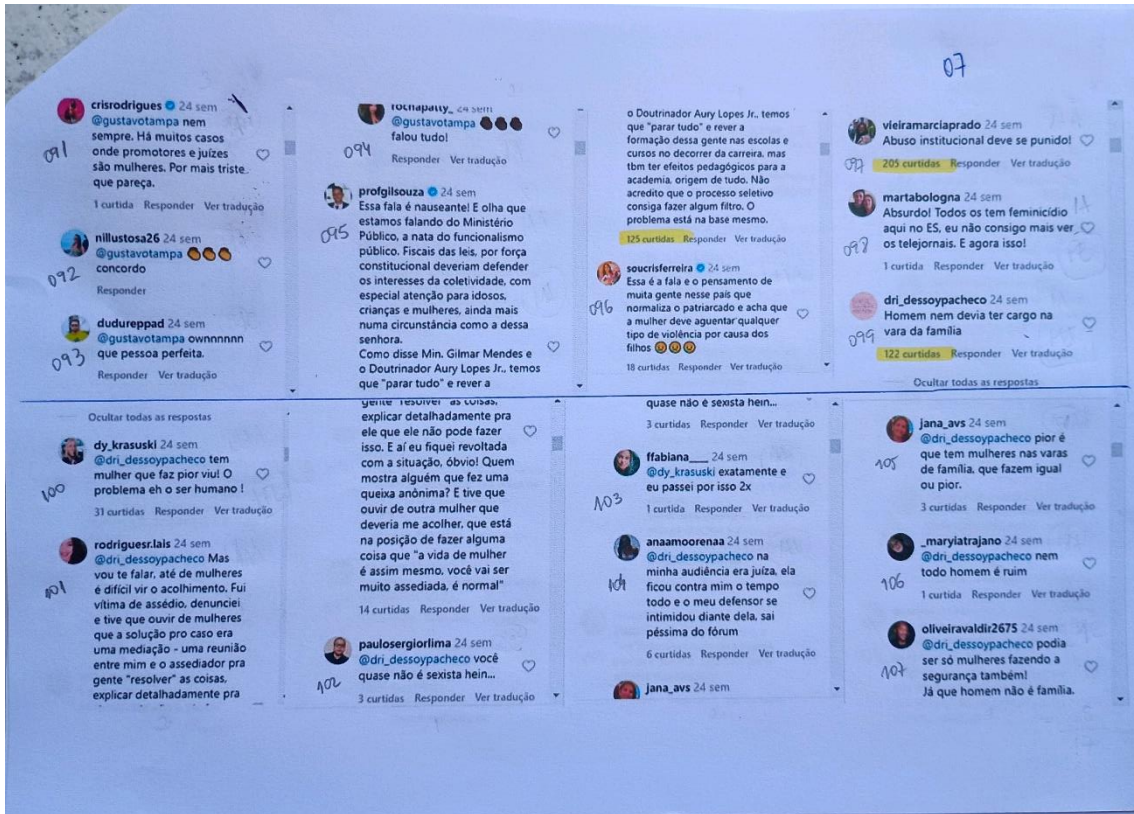 07
crisrodrigues 24 sem
@gustavotampa nem
sempre. Há muitos casos
onde promotores e juízes
são mulheres. Por mais triste
que pareça.
1 curtida Responder Ver tradução
091
nillustosa26 24 sem
@gustavotampa 👏👏👏
concordo
Responder
092
dudureppad 24 sem
@gustavotampa ownnnnnn
que pessoa perfeita.
Responder Ver tradução
093
rochapatty_ 24 sem
@gustavotampa 👏👏👏
falou tudo!
Responder Ver tradução
094
profgilsouza 24 sem
Essa fala é nauseante! E olha que
estamos falando do Ministério
Público, a nata do funcionalismo
público. Fiscais das leis, por força
constitucional deveriam defender
os interesses da coletividade, com
especial atenção para idosos,
crianças e mulheres, ainda mais
numa circunstância como a dessa
senhora.
Como disse Min. Gilmar Mendes e
o Doutrinador Aury Lopes Jr., temos
que "parar tudo" e rever a
095
o Doutrinador Aury Lopes Jr., temos
que "parar tudo" e rever a
formação dessa gente nas escolas e
cursos no decorrer da carreira, mas
tbm ter efeitos pedagógicos para a
academia, origem de tudo. Não
acredito que o processo seletivo
consiga fazer algum filtro. O
problema está na base mesmo.
125 curtidas Responder Ver tradução
soucrisferreira 24 sem
Essa é a fala e o pensamento de
muita gente nesse país que
normaliza o patriarcado e acha que
a mulher deve aguentar qualquer
tipo de violência por causa dos
filhos
18 curtidas Responder Ver tradução
096
vieiramarciaprado 24 sem
Abuso institucional deve se punido!
205 curtidas Responder Ver tradução
097
martabologna 24 sem
Absurdo! Todos os tem feminicídio
aqui no ES, eu não consigo mais ver
os telejornais. E agora isso!
1 curtida Responder Ver tradução
098
dri_dessoypacheco 24 sem
Homem nem devia ter cargo na
vara da família
122 curtidas Responder Ver tradução
099
Ocultar todas as respostas
Ocultar todas as respostas
dy_krasuski 24 sem
@dri_dessoypacheco tem
mulher que faz pior viu! O
problema eh o ser humano !
31 curtidas Responder Ver tradução
100
rodriguesr.lais 24 sem
@dri_dessoypacheco Mas
vou te falar, até de mulheres
é difícil vir o acolhimento. Fui
vítima de assédio, denunciei
e tive que ouvir de mulheres
que a solução pro caso era
uma mediação - uma reunião
entre mim e o assediador pra
gente "resolver" as coisas,
explicar detalhadamente pra
101
gente "resolver" as coisas,
explicar detalhadamente pra
ele que ele não pode fazer
isso. E aí eu fiquei revoltada
com a situação, óbvio! Quem
mostra alguém que fez uma
queixa anônima? E tive que
ouvir de outra mulher que
deveria me acolher, que está
na posição de fazer alguma
coisa que "a vida de mulher
é assim mesmo, você vai ser
muito assediada, é normal"
14 curtidas Responder Ver tradução
paulosergiorlima 24 sem
@dri_dessoypacheco você
quase não é sexista hein...
3 curtidas Responder Ver tradução
102
quase não é sexista hein...
3 curtidas Responder Ver tradução
ffabiana___ 24 sem
@dy_krasuski exatamente e
eu passei por isso 2x
1 curtida Responder Ver tradução
103
anaamoorenaa 24 sem
@dri_dessoypacheco na
minha audiência era juíza, ela
ficou contra mim o tempo
todo e o meu defensor se
intimidou diante dela, sai
péssima do fórum
6 curtidas Responder Ver tradução
104
jana_avs 24 sem
jana_avs 24 sem
@dri_dessoypacheco pior é
que tem mulheres nas varas
de família, que fazem igual
ou pior.
3 curtidas Responder Ver tradução
105
_maryiatrajano 24 sem
@dri_dessoypacheco nem
todo homem é ruim
1 curtida Responder Ver tradução
106
oliveiravaldir2675 24 sem
@dri_dessoypacheco podia
ser só mulheres fazendo a
segurança também!
Já que homem não é família.
107